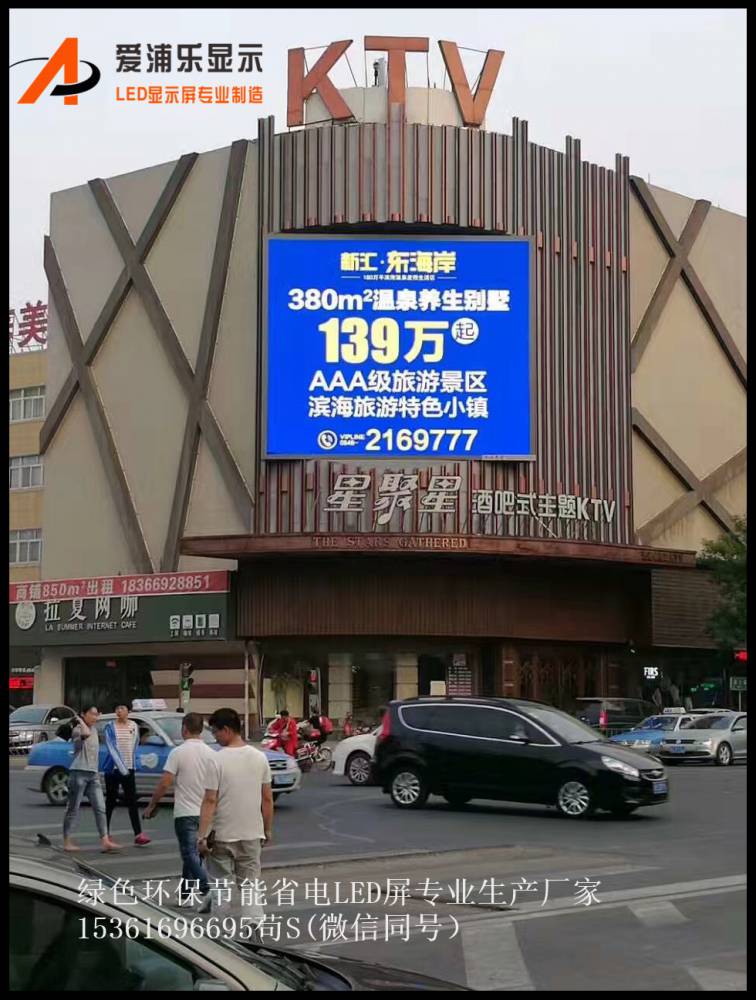 爱浦乐显示
LED显示屏专业制造
KTV
新汇·东海岸
380m²温泉养生别墅
139万起
AAA级旅游景区
滨海旅游特色小镇
VIPLINE
0546-
2169777
美
星聚星 酒吧式主题KTV
THE STARS GATHERED
商铺850m²出租 18366928851
拉夏网咖
LA SUMMER INTERNET CAFE
绿色环保节能省电LED屏专业生产厂家
15361696695苟S(微信同号)